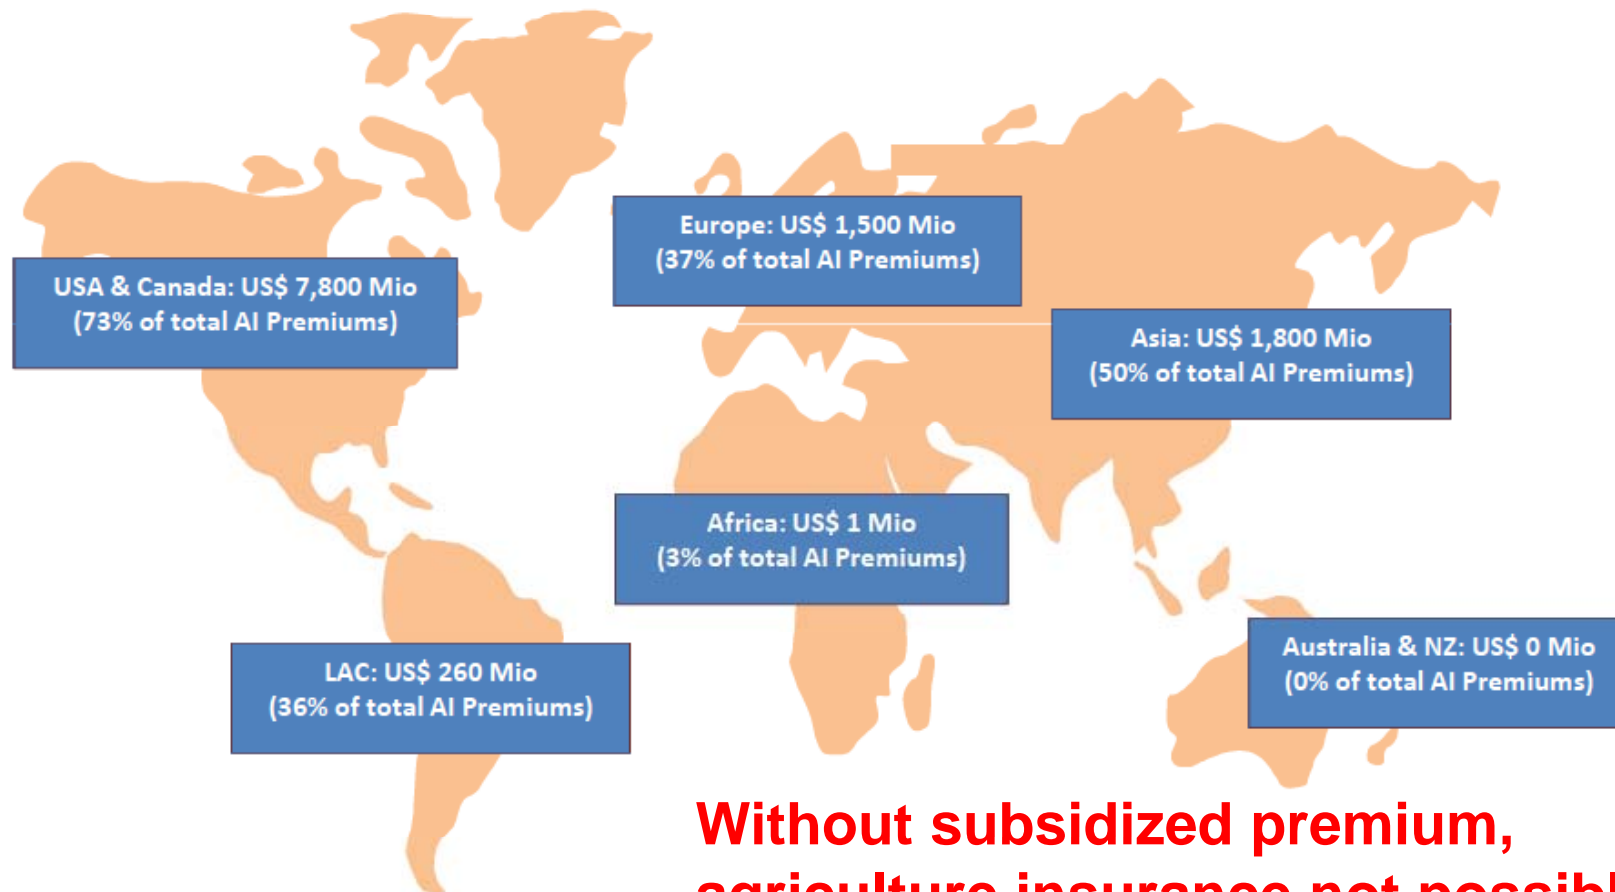 Europe: US$ 1,500 Mio
(37% of total AI Premiums)
USA & Canada: US$ 7,800 Mio
(73% of total AI Premiums)
Asia: US$ 1,800 Mio
(50% of total AI Premiums)
Africa: US$ 1 Mio
(3% of total AI Premiums)
LAC: US$ 260 Mio
(36% of total AI Premiums)
Australia & NZ: US$ 0 Mio
(0% of total AI Premiums)
Without subsidized premium,
agriculture insurance not